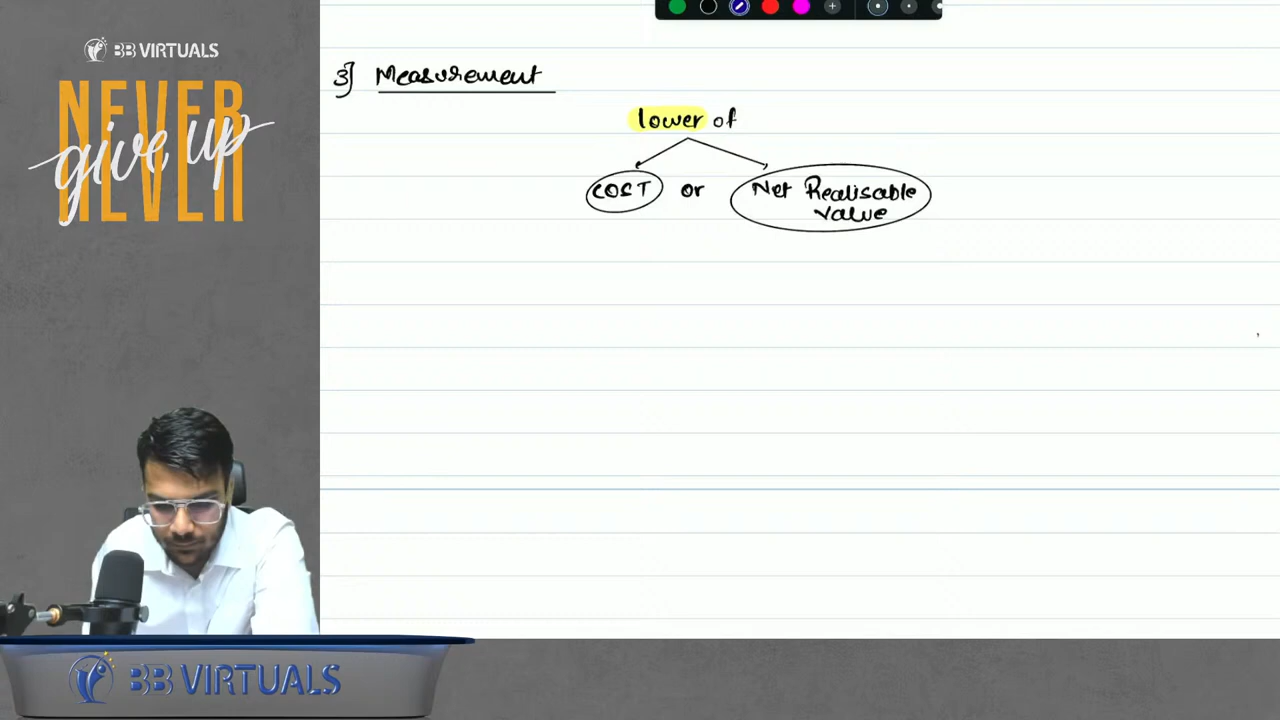 BB VIRTUALS
NEVER
give up
NEVER
3] Measurement
lower of
COST or Net Realisable
value
BB VIRTUALS